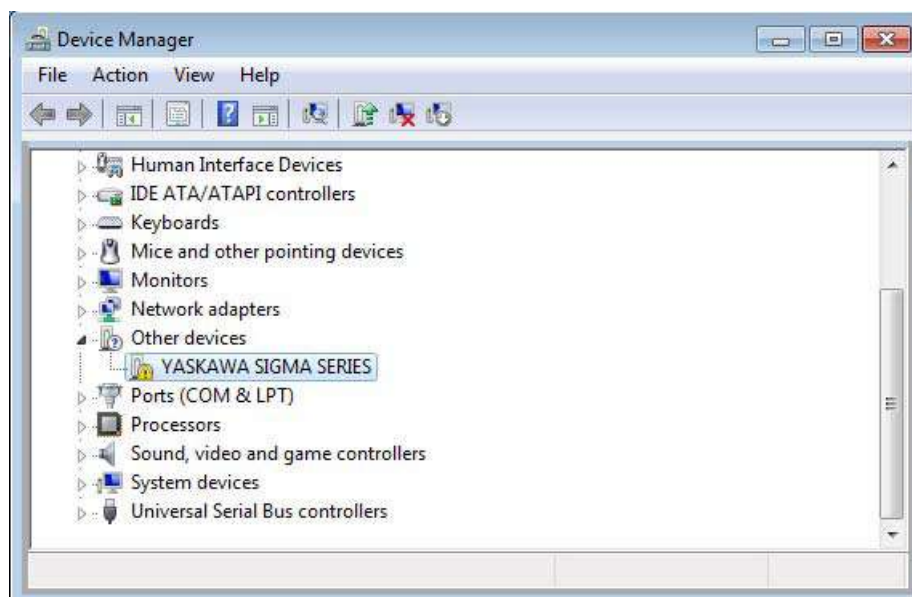 Device Manager
File Action View Help
Human Interface Devices
IDE ATA/ATAPI controllers
Keyboards
Mice and other pointing devices
Monitors
Network adapters
Other devices
YASKAWA SIGMA SERIES
Ports (COM & LPT)
Processors
Sound, video and game controllers
System devices
Universal Serial Bus controllers